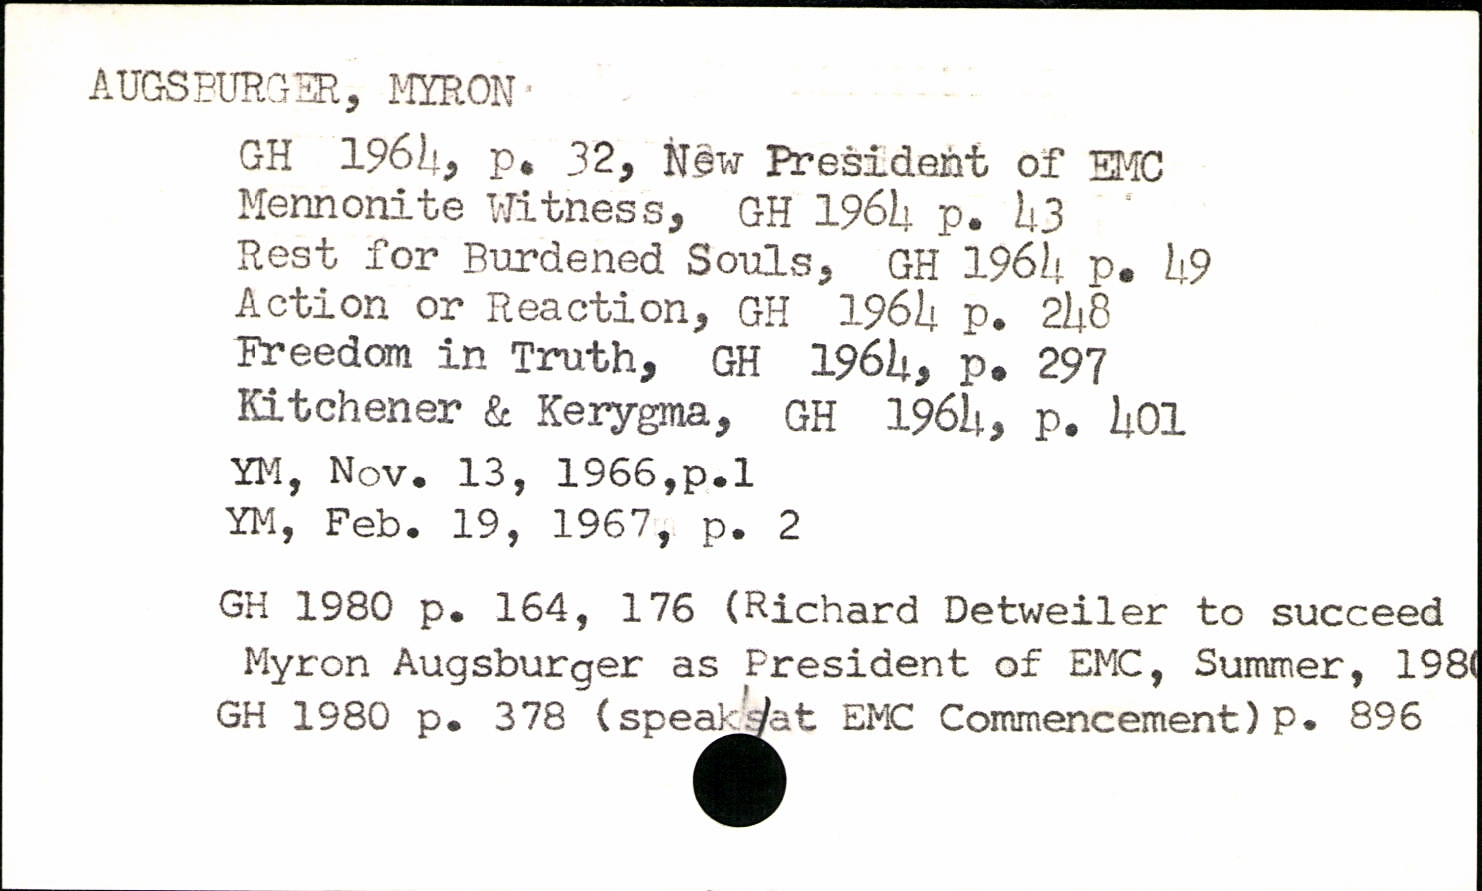 AUGSBURGER, MYRON
GH 1964, p. 32, New President of EMC
Mennonite Witness, GH 1964 p. 43
Rest for Burdened Souls, GH 1964 p. 49
Action or Reaction, GH 1964 p. 248
Freedom in Truth, GH 1964, p. 297
Kitchener & Kerygma, GH 1964, p. 401
YM, Nov. 13, 1966,p.1
YM, Feb. 19, 1967, p. 2
GH 1980 p. 164, 176 (Richard Detweiler to succeed
Myron Augsburger as President of EMC, Summer, 1980
GH 1980 p. 378 (speaks/at EMC Commencement) p. 896